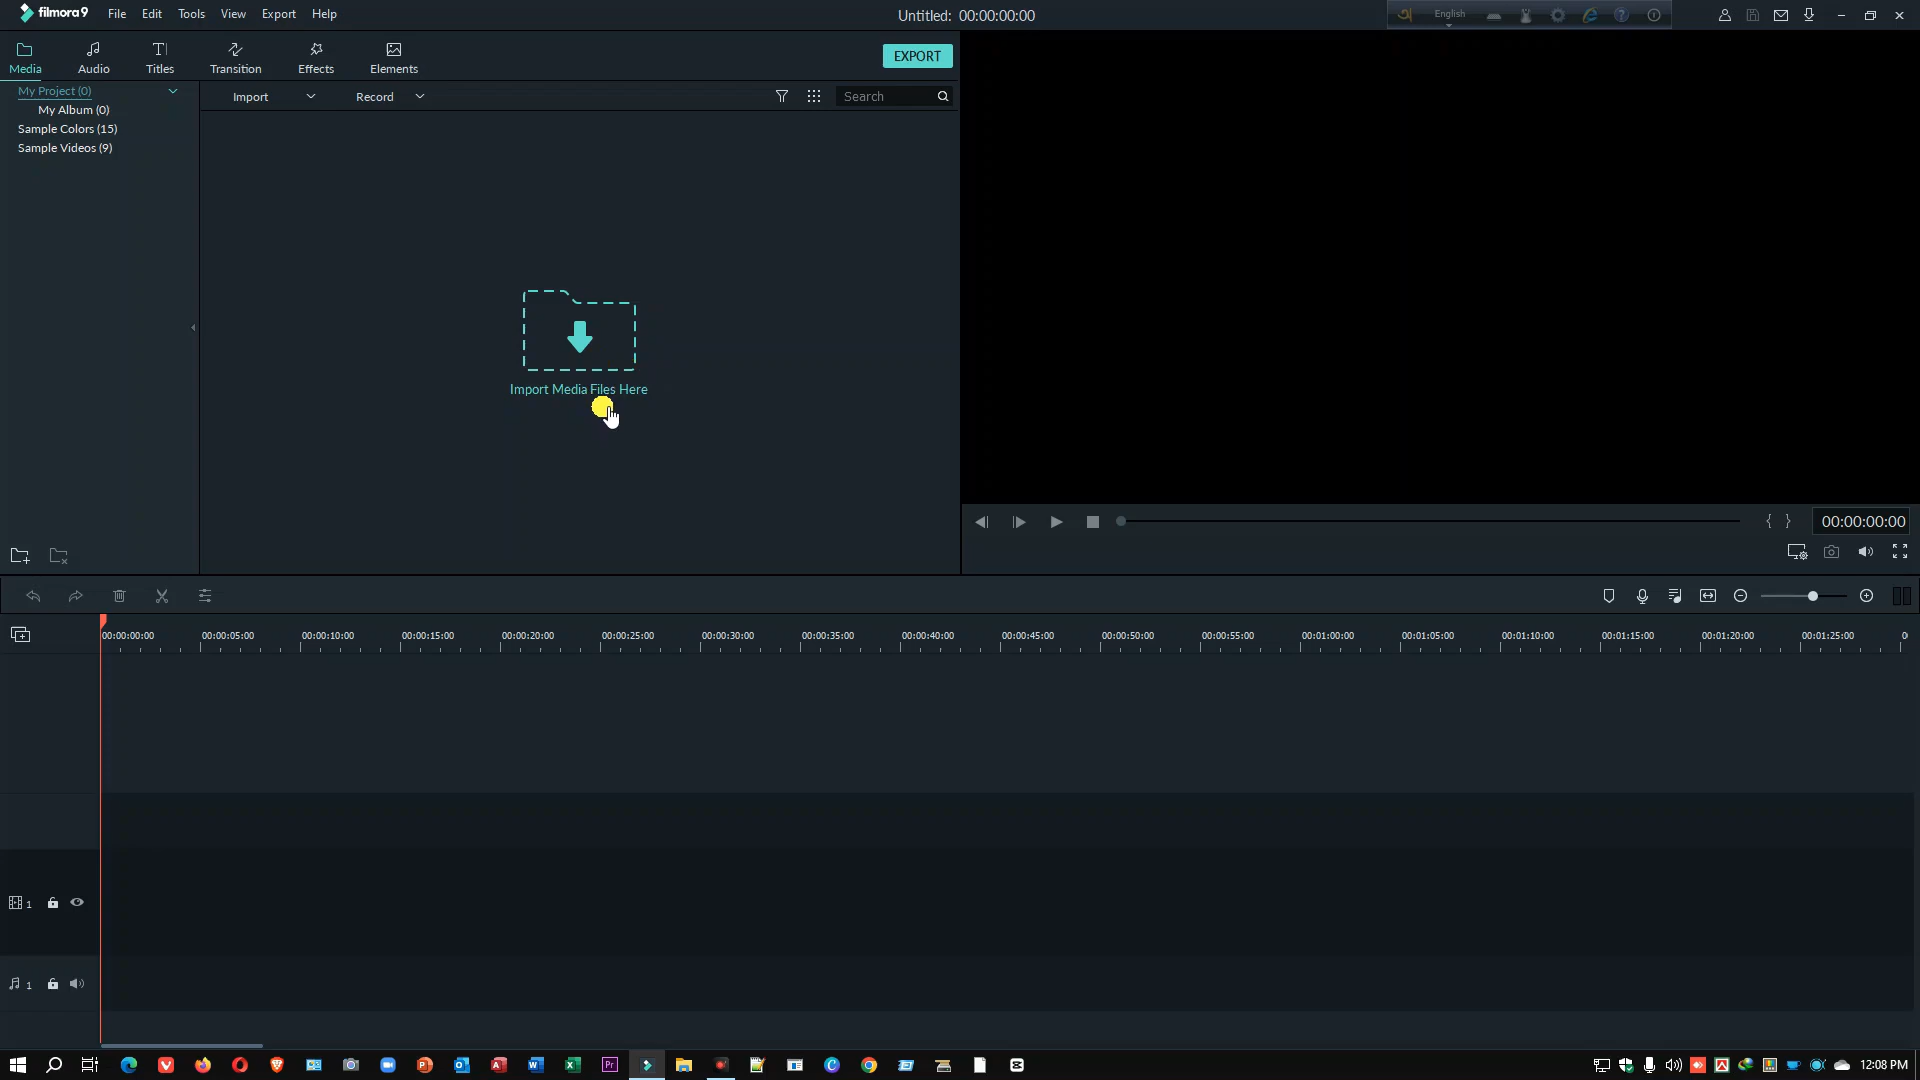 filmora9 File Edit Tools View Export Help Untitled: 00:00:00:00 English
Media Audio Titles Transition Effects Elements EXPORT
My Project (0) Import Record Search
My Album (0)
Sample Colors (15)
Sample Videos (9)
Import Media Files Here
{ } 00:00:00:00
00:00:00:00 00:00:05:00 00:00:10:00 00:00:15:00 00:00:20:00 00:00:25:00 00:00:30:00 00:00:35:00 00:00:40:00 00:00:45:00 00:00:50:00 00:00:55:00 00:01:00:00 00:01:05:00 00:01:10:00 00:01:15:00 00:01:20:00 00:01:25:00
1
1
12:08 PM